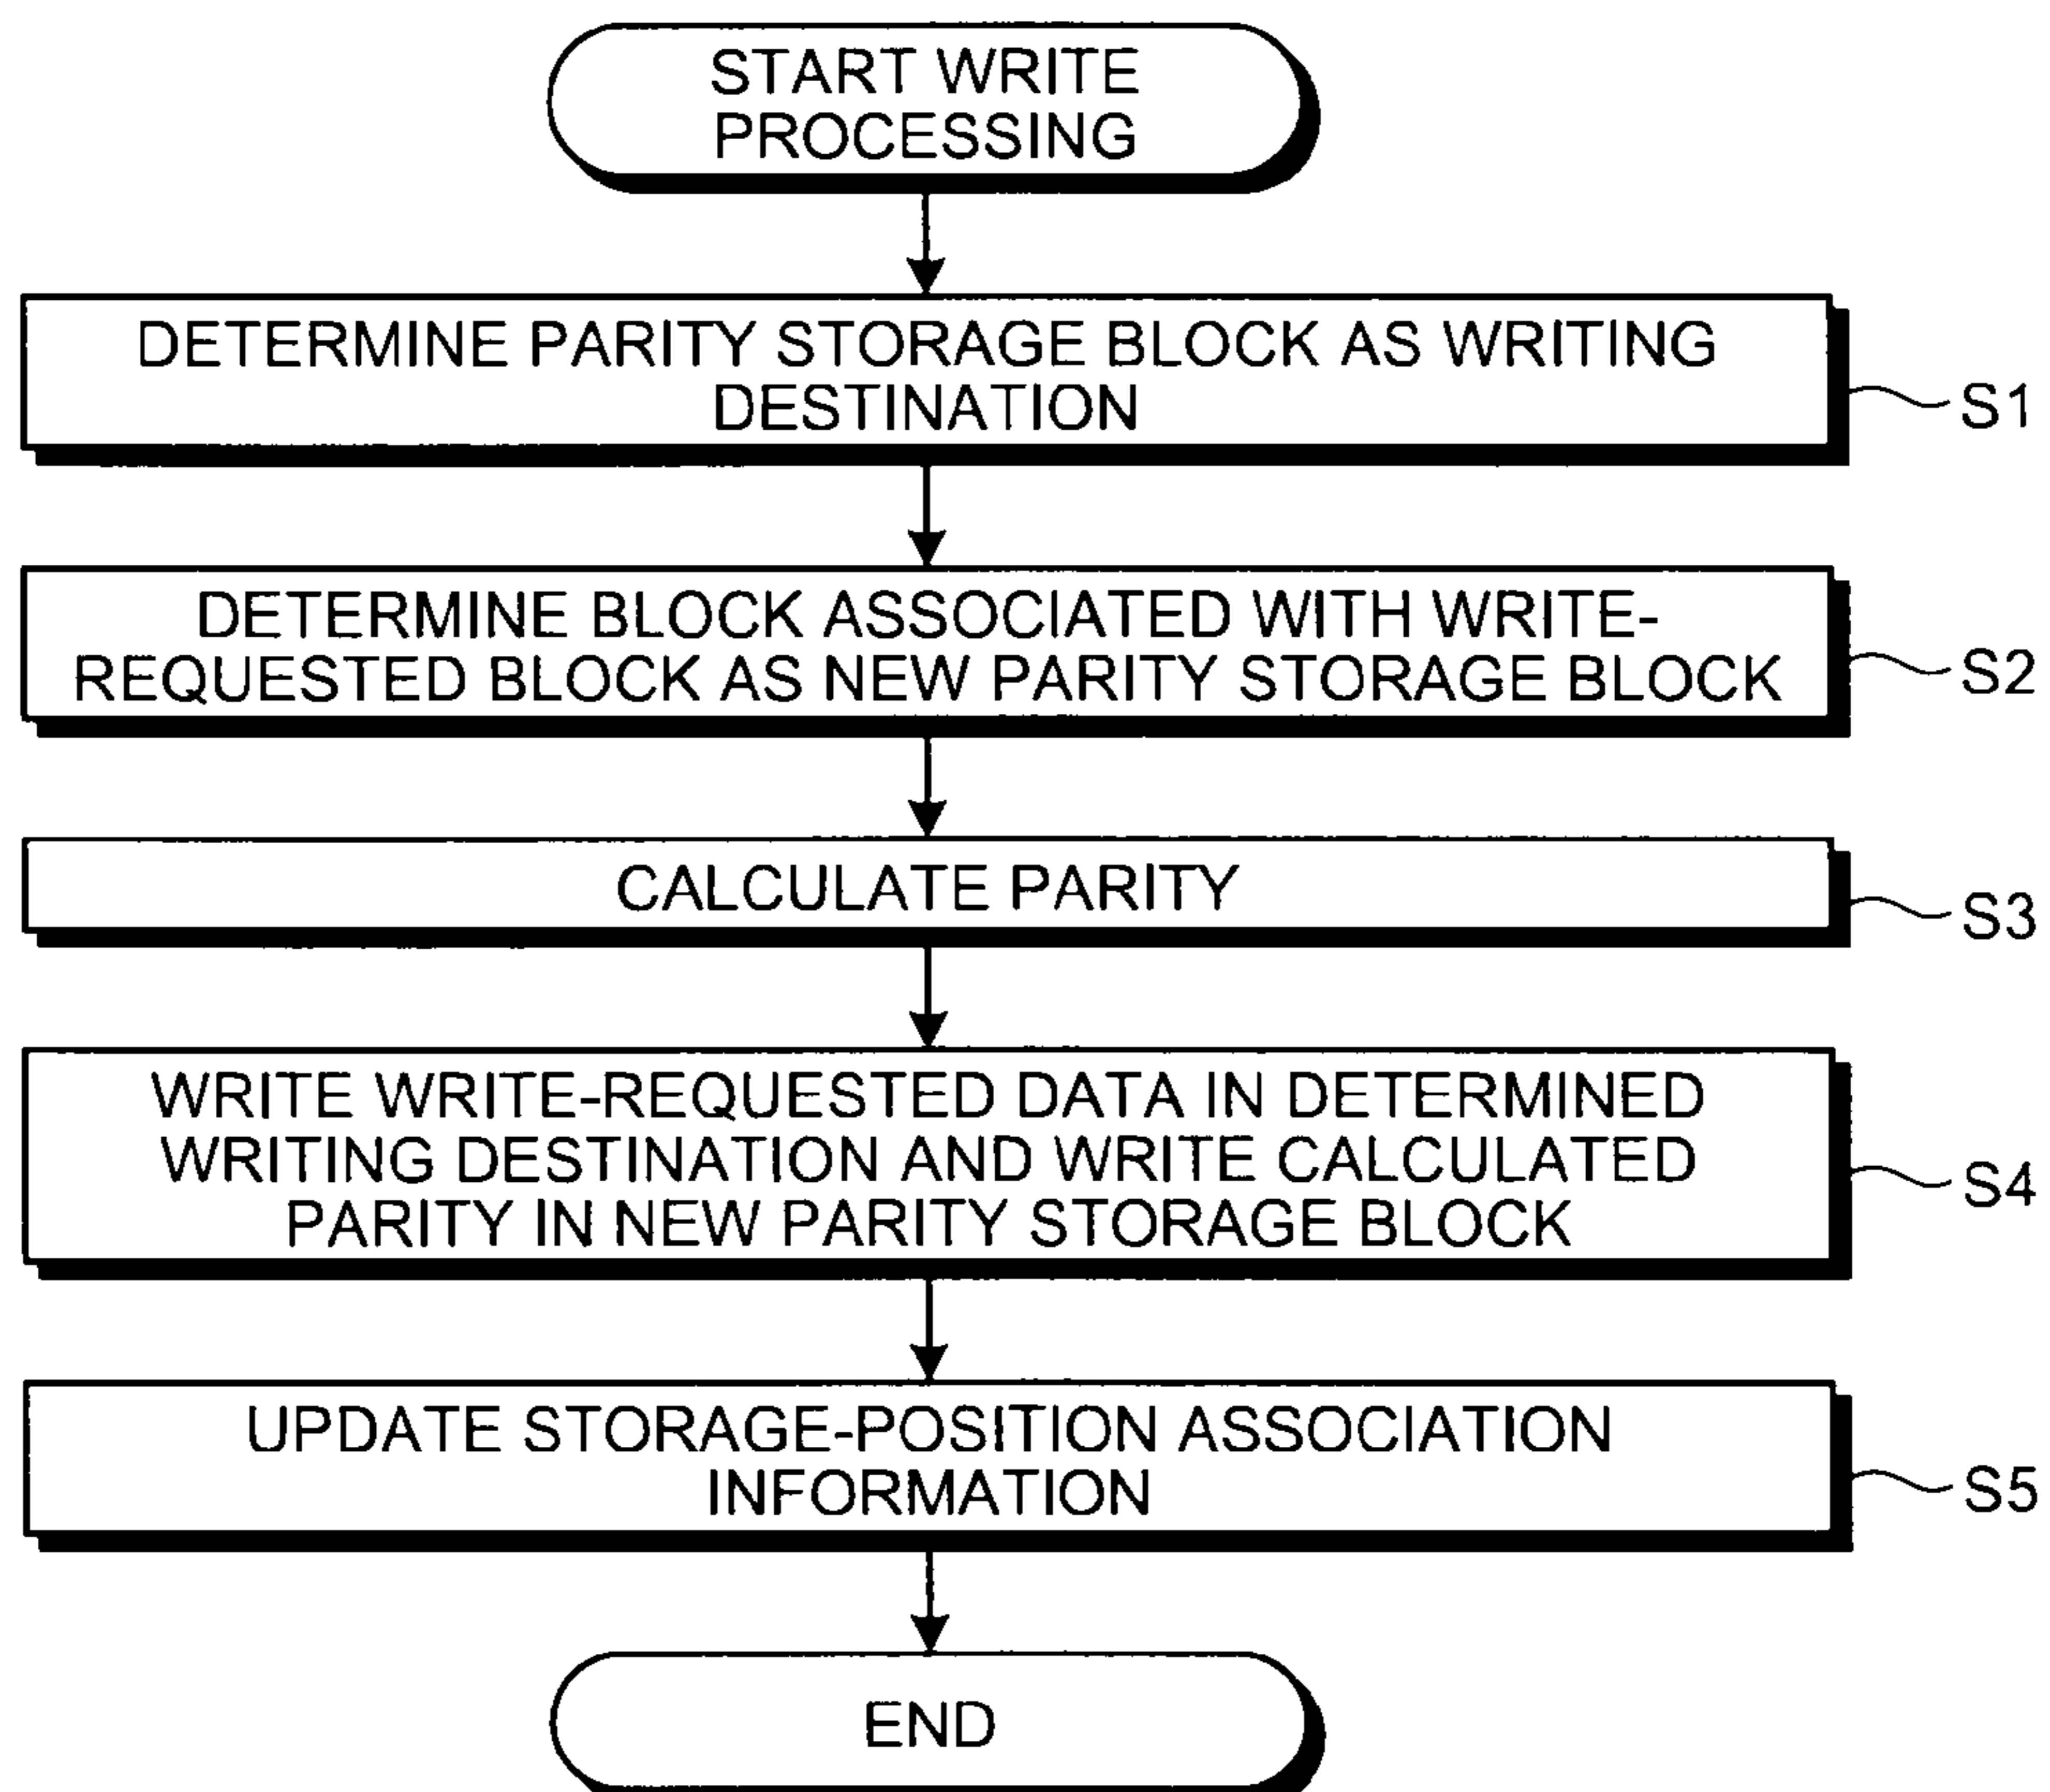 START WRITE
PROCESSING
DETERMINE PARITY STORAGE BLOCK AS WRITING
DESTINATION
S1
DETERMINE BLOCK ASSOCIATED WITH WRITE-
REQUESTED BLOCK AS NEW PARITY STORAGE BLOCK
S2
CALCULATE PARITY
S3
WRITE WRITE-REQUESTED DATA IN DETERMINED
WRITING DESTINATION AND WRITE CALCULATED
PARITY IN NEW PARITY STORAGE BLOCK
S4
UPDATE STORAGE-POSITION ASSOCIATION
INFORMATION
S5
END